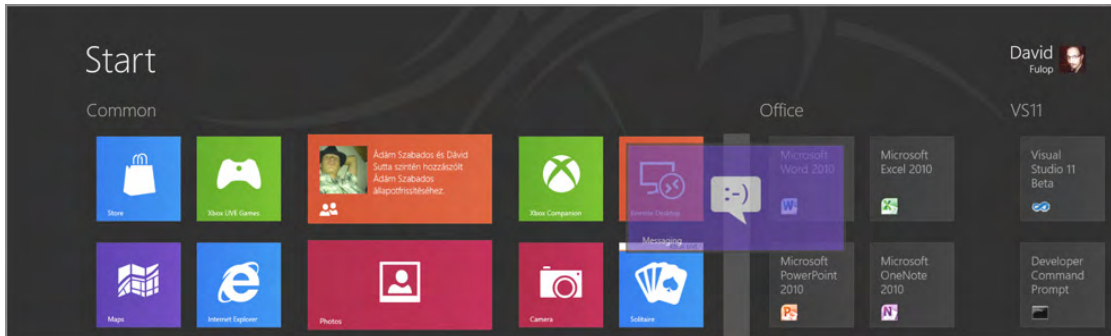 Start
David
Fulop
Common
Office
VS11
Store
Xbox LIVE Games
Ádám Szabados és Dávid
Sutta szintén hozzászólt
Ádám Szabados
állapotfrissítéséhez.
Xbox Companion
Remote Desktop
:-)
Messaging
Microsoft
Word 2010
Microsoft
Excel 2010
Visual
Studio 11
Beta
Maps
Internet Explorer
Photos
Camera
Solitaire
Microsoft
PowerPoint
2010
Microsoft
OneNote
2010
Developer
Command
Prompt